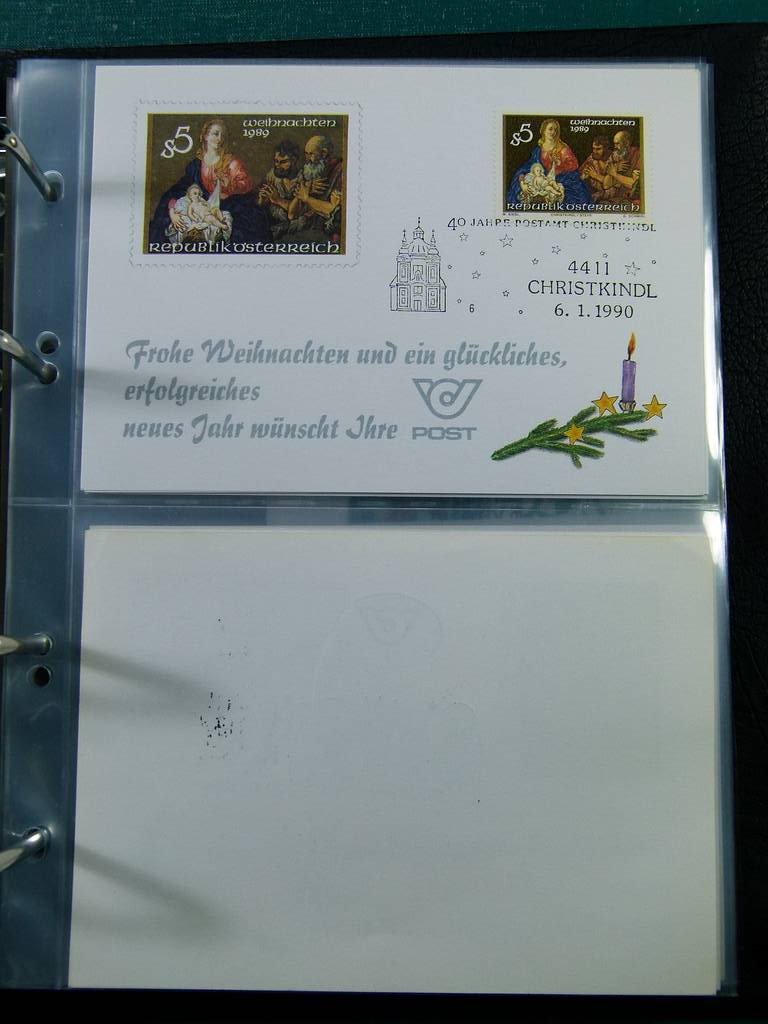 weihnachten
1989
s5
Republik österreich
weihnachten
1989
s5
Republik österreich
40 JAHRE POSTAMT CHRISTKINDL
4411
CHRISTKINDL
6
6. 1. 1990
Frohe Weihnachten und ein glückliches,
erfolgreiches
neues Jahr wünscht Ihre POST